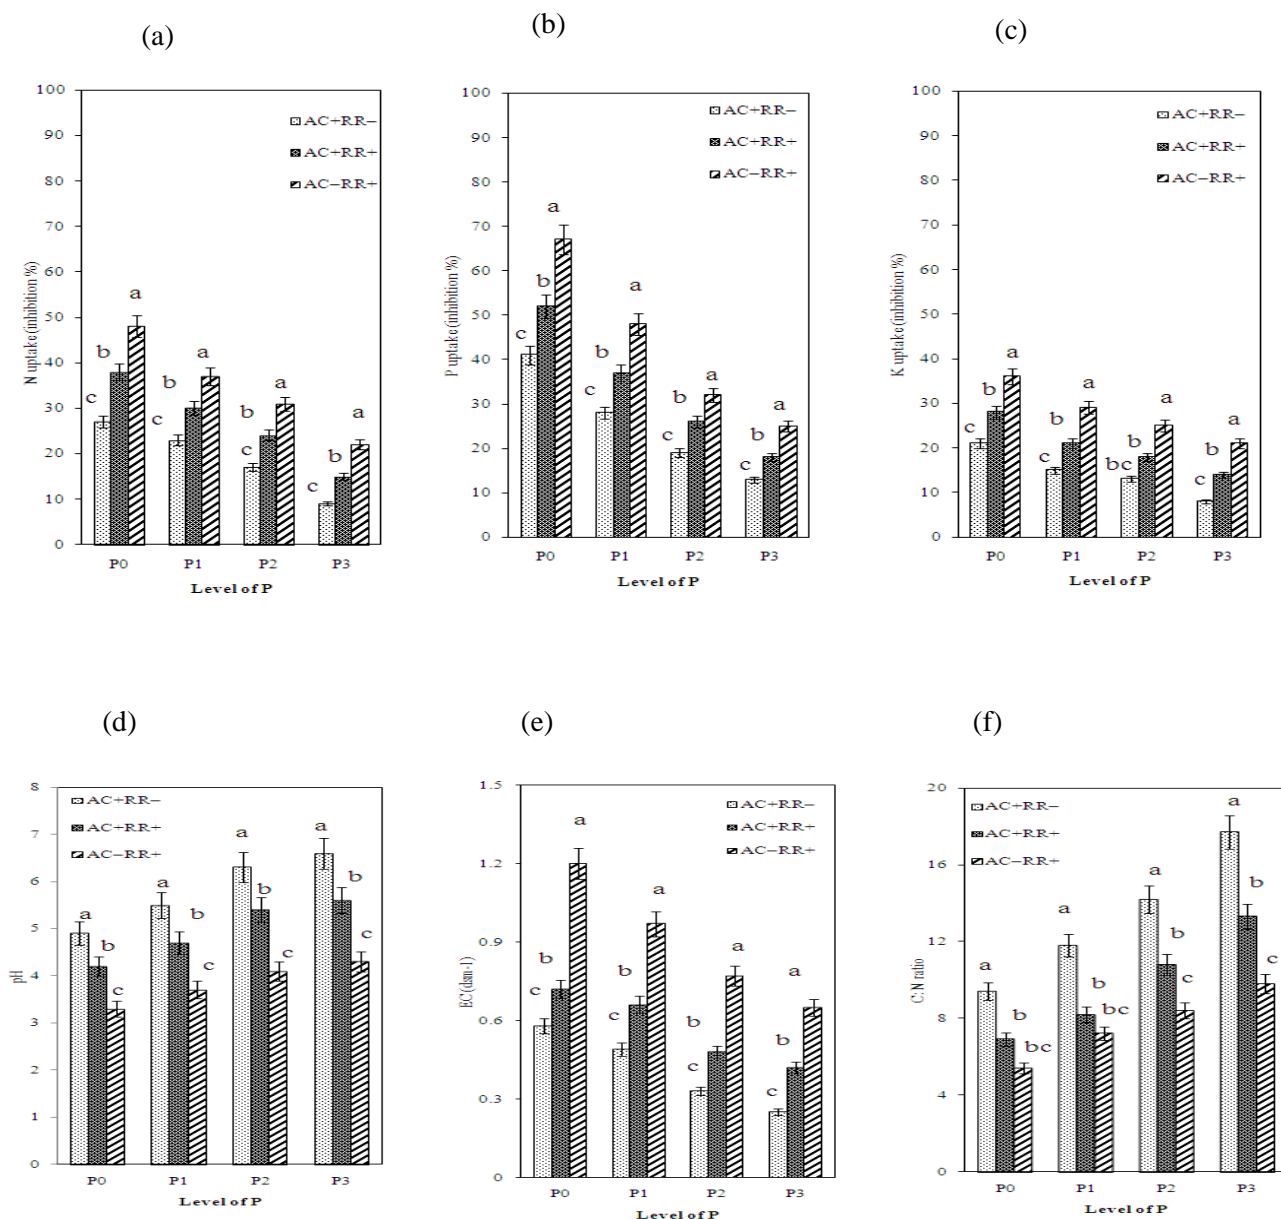 (a)
100
90
80
70
60
50
40
30
20
10
0
N uptake (inhibition %)
AC+RR−
AC+RR+
AC−RR+
c b a
c b a
c b a
c b a
P0 P1 P2 P3
Level of P
(b)
100
90
80
70
60
50
40
30
20
10
0
P uptake (inhibition %)
AC+RR−
AC+RR+
AC−RR+
c b a
c b a
c b a
c b a
P0 P1 P2 P3
Level of P
(c)
100
90
80
70
60
50
40
30
20
10
0
K uptake (inhibition %)
AC+RR−
AC+RR+
AC−RR+
c b a
c b a
bc b a
c b a
P0 P1 P2 P3
Level of P
(d)
8
7
6
5
4
3
2
1
0
pH
AC+RR−
AC+RR+
AC−RR+
a b c
a b c
a b c
a b c
P0 P1 P2 P3
Level of P
(e)
1.5
1.2
0.9
0.6
0.3
0
EC (dsm-1)
AC+RR−
AC+RR+
AC−RR+
c b a
c b a
c b a
c b a
P0 P1 P2 P3
Level of P
(f)
20
16
12
8
4
0
C:N ratio
AC+RR−
AC+RR+
AC−RR+
a b bc
a b bc
a b c
a b c
P0 P1 P2 P3
Level of P